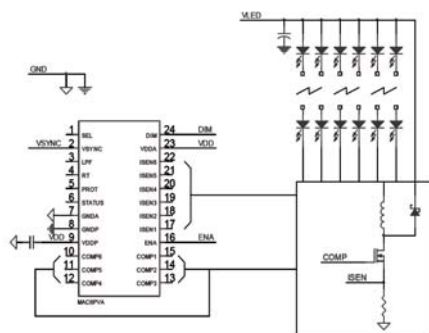 VLED
GND
1 SEL DIM 24 DIM
VSYNC 2 VSYNC VDDA 23 VDD
3 LPF ISEN6 22
4 RT ISEN5 21
5 PROT ISEN4 20
6 STATUS ISEN3 19
7 GNDA ISEN2 18
8 GNDP ISEN1 17
VDD 9 VDDP ENA 16 ENA
10 COMP6 COMP1 15
11 COMP5 COMP2 14
12 COMP4 COMP3 13
COMP
ISEN